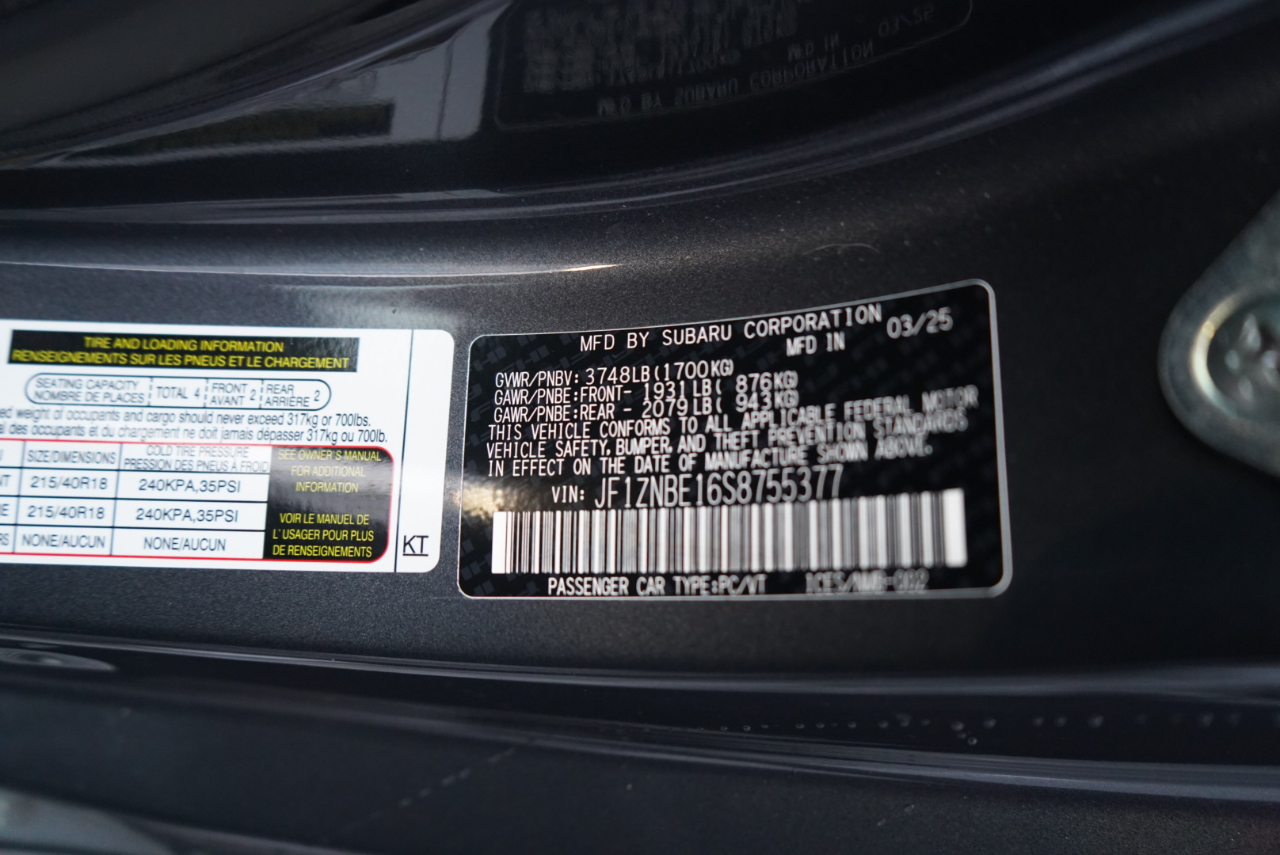 TIRE AND LOADING INFORMATION
RENSEIGNEMENTS SUR LES PNEUS ET LE CHARGEMENT
SEATING CAPACITY
NOMBRE DE PLACES
TOTAL 4
FRONT
AVANT 2
REAR
ARRIÈRE 2
weight of occupants and cargo should never exceed 317kg or 700lbs.
des occupants et du chargement ne doit jamais dépasser 317kg ou 700lb.
SIZE/DIMENSIONS
COLD TIRE PRESSURE
PRESSION DES PNEUS À FROID
215/40R18 240KPA,35PSI
215/40R18 240KPA,35PSI
NONE/AUCUN NONE/AUCUN
SEE OWNER'S MANUAL
FOR ADDITIONAL
INFORMATION
VOIR LE MANUEL DE
L'USAGER POUR PLUS
DE RENSEIGNEMENTS
KT
MFD BY SUBARU CORPORATION 03/25
MFD IN
GVWR/PNBV: 3748LB(1700KG)
GAWR/PNBE:FRONT- 1931LB( 876KG)
GAWR/PNBE:REAR - 2079LB( 943KG)
THIS VEHICLE CONFORMS TO ALL APPLICABLE FEDERAL MOTOR
VEHICLE SAFETY, BUMPER, AND THEFT PREVENTION STANDARDS
IN EFFECT ON THE DATE OF MANUFACTURE SHOWN ABOVE.
VIN: JF1ZNBE16S8755377
PASSENGER CAR TYPE:PC/VT